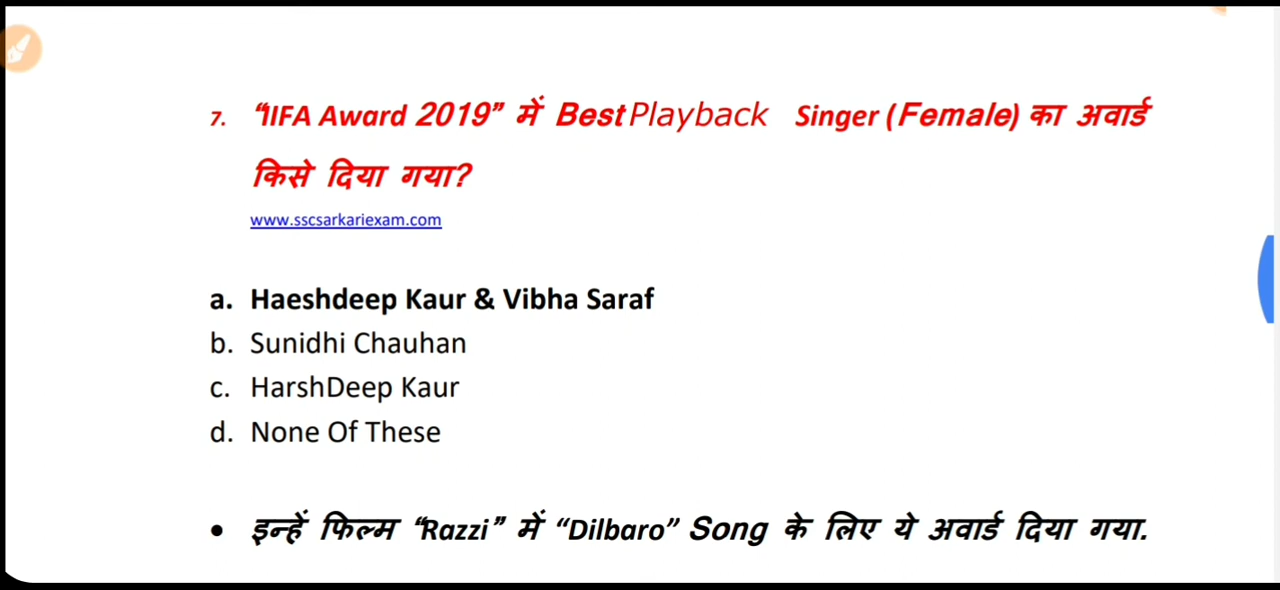 7. “IIFA Award 2019” में Best Playback Singer (Female) का अवार्ड
किसे दिया गया?
www.sscsarkariexam.com
a. Haeshdeep Kaur & Vibha Saraf
b. Sunidhi Chauhan
c. HarshDeep Kaur
d. None Of These
• इन्हें फिल्म “Razzi” में “Dilbaro” Song के लिए ये अवार्ड दिया गया.